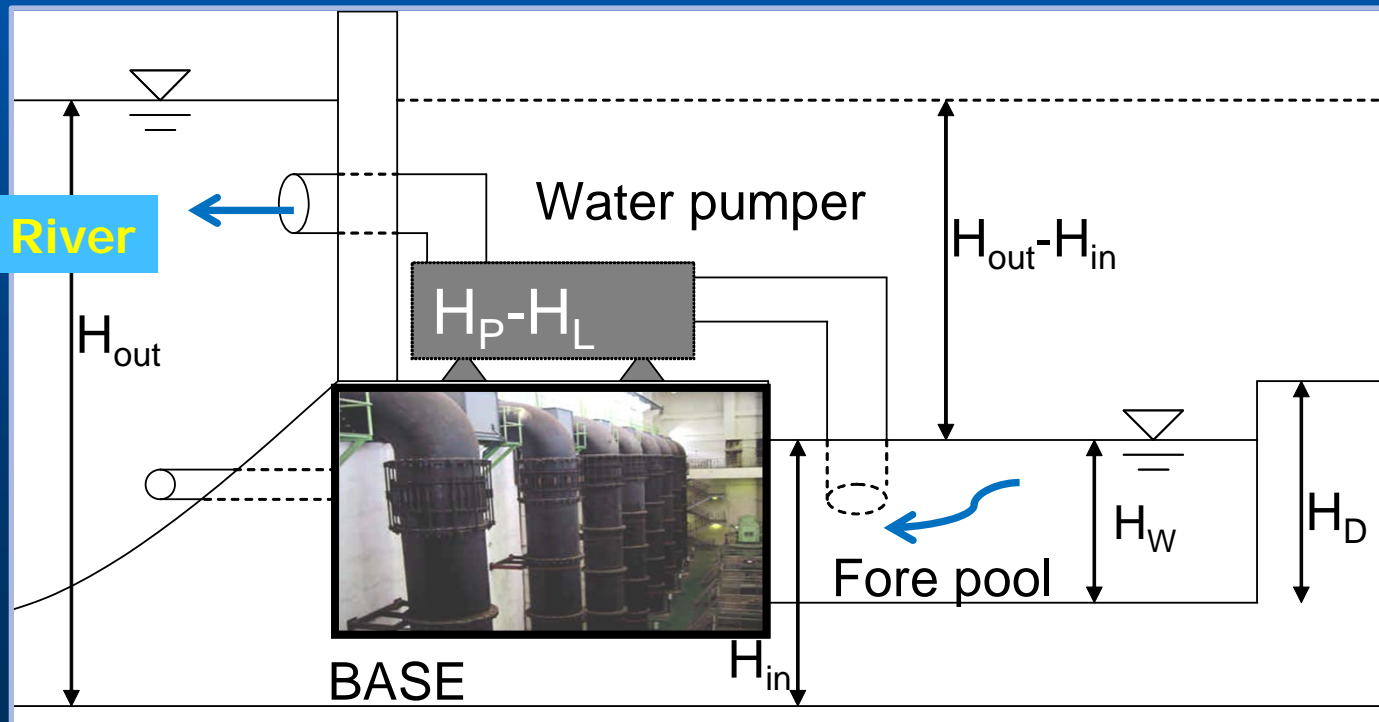 Water pumper
River
H_out-H_in
H_P-H_L
H_out
H_W
H_D
Fore pool
H_in
BASE